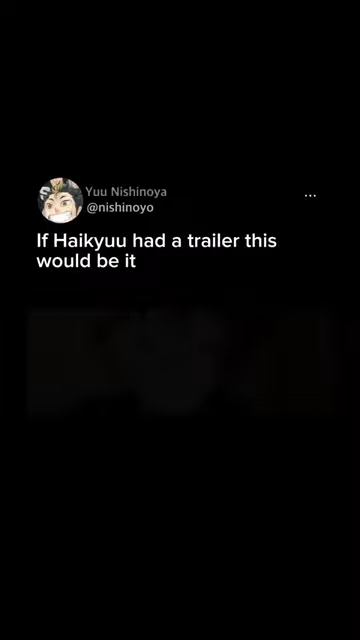 Yuu Nishinoya
...
@nishinoyo
If Haikyuu had a trailer this
would be it